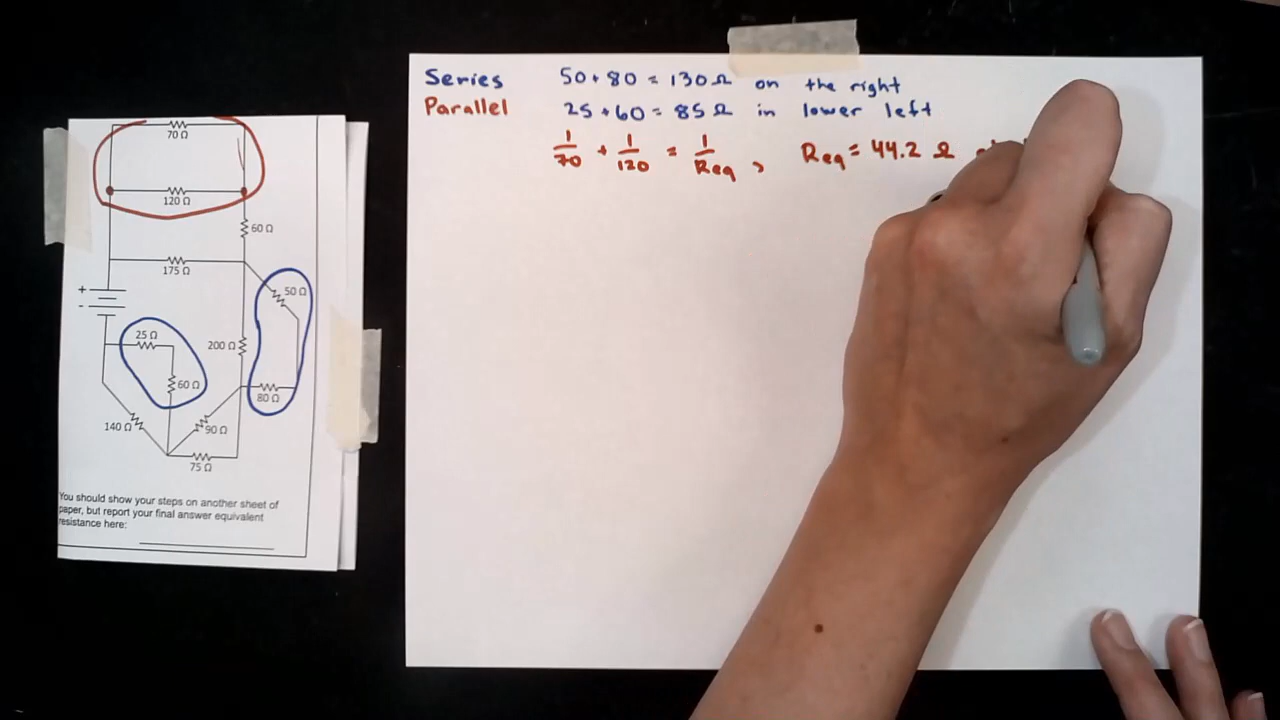 70 Ω
120 Ω
60 Ω
175 Ω
50 Ω
+
-
25 Ω
200 Ω
60 Ω
80 Ω
140 Ω
90 Ω
75 Ω
You should show your steps on another sheet of
paper, but report your final answer equivalent
resistance here:
Series 50 + 80 = 130 Ω on the right
Parallel 25 + 60 = 85 Ω in lower left
1/70 + 1/120 = 1/Req, Req = 44.2 Ω